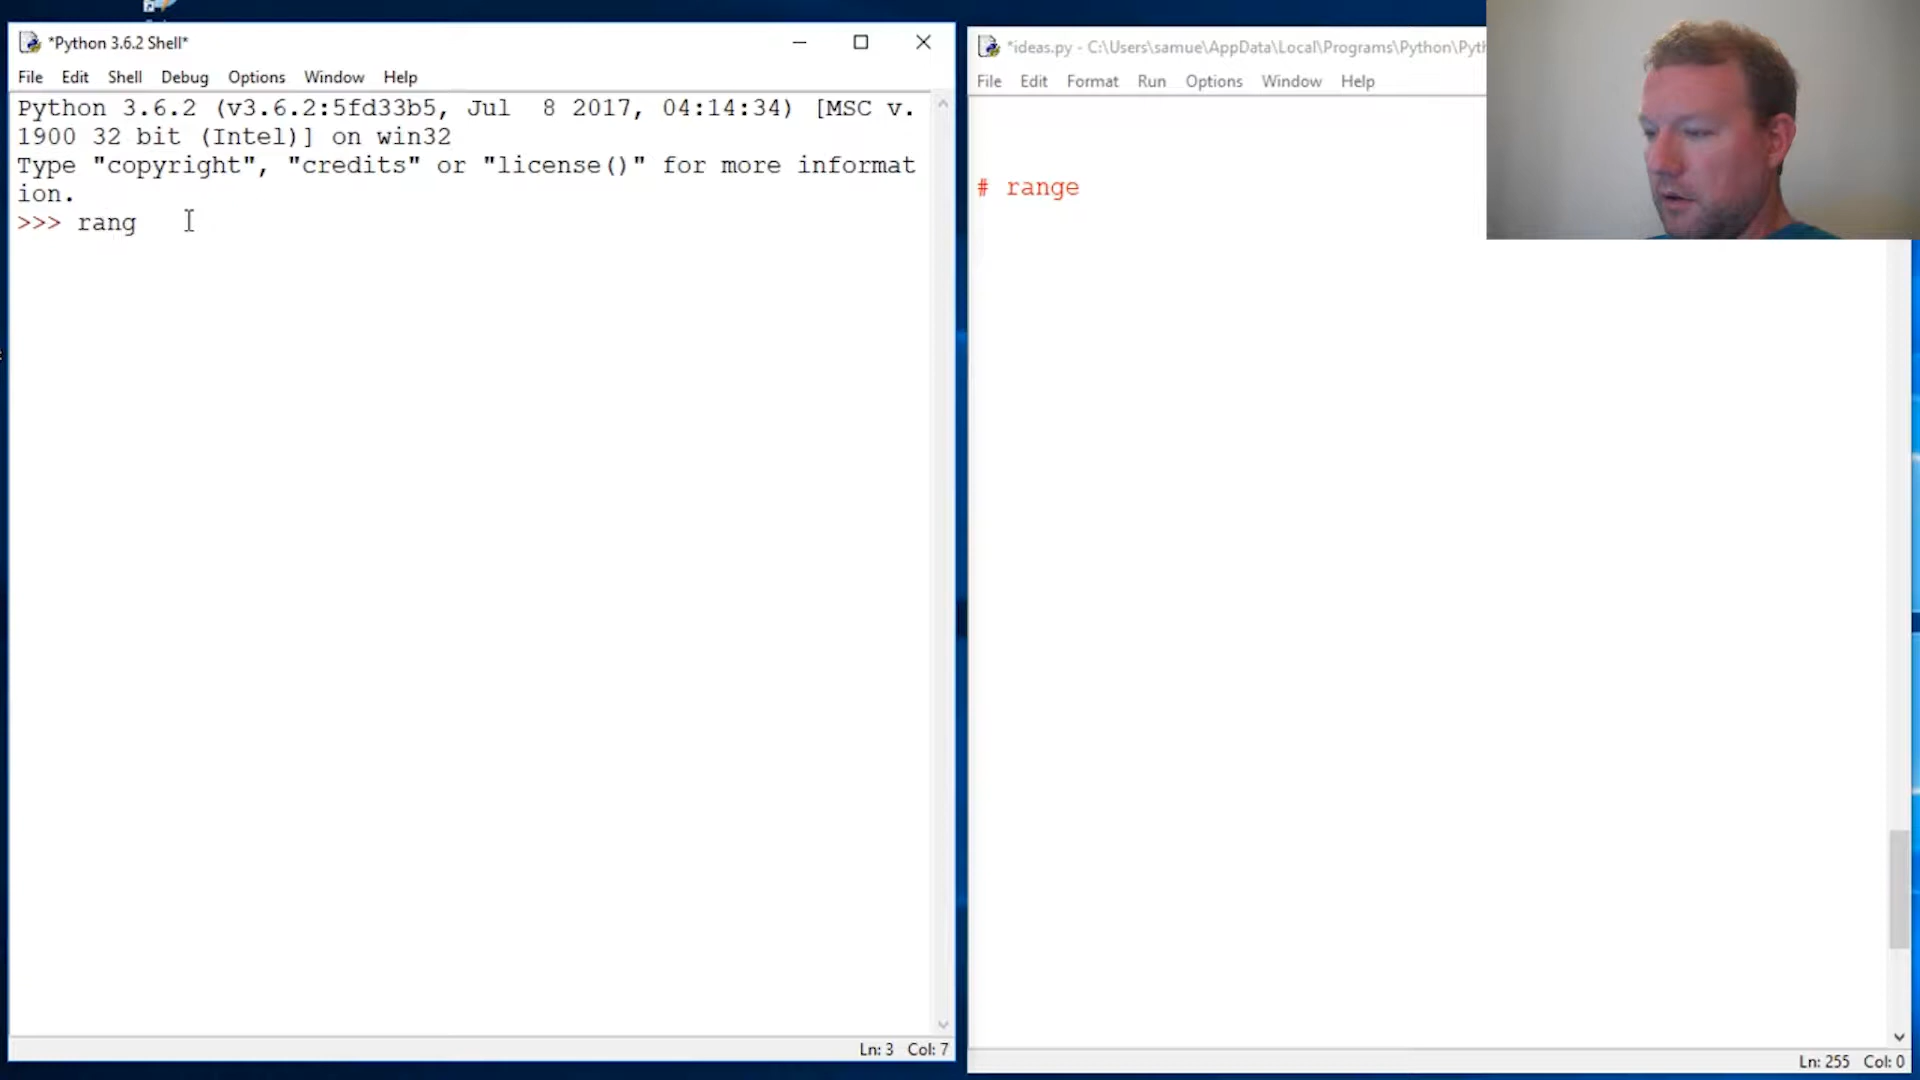 *Python 3.6.2 Shell*
File Edit Shell Debug Options Window Help
Python 3.6.2 (v3.6.2:5fd33b5, Jul  8 2017, 04:14:34) [MSC v.
1900 32 bit (Intel)] on win32
Type "copyright", "credits" or "license()" for more informat
ion.
>>> rang
Ln: 3 Col: 7
*ideas.py - C:\Users\samue\AppData\Local\Programs\Python\Pyth
File Edit Format Run Options Window Help
# range
Ln: 255 Col: 0